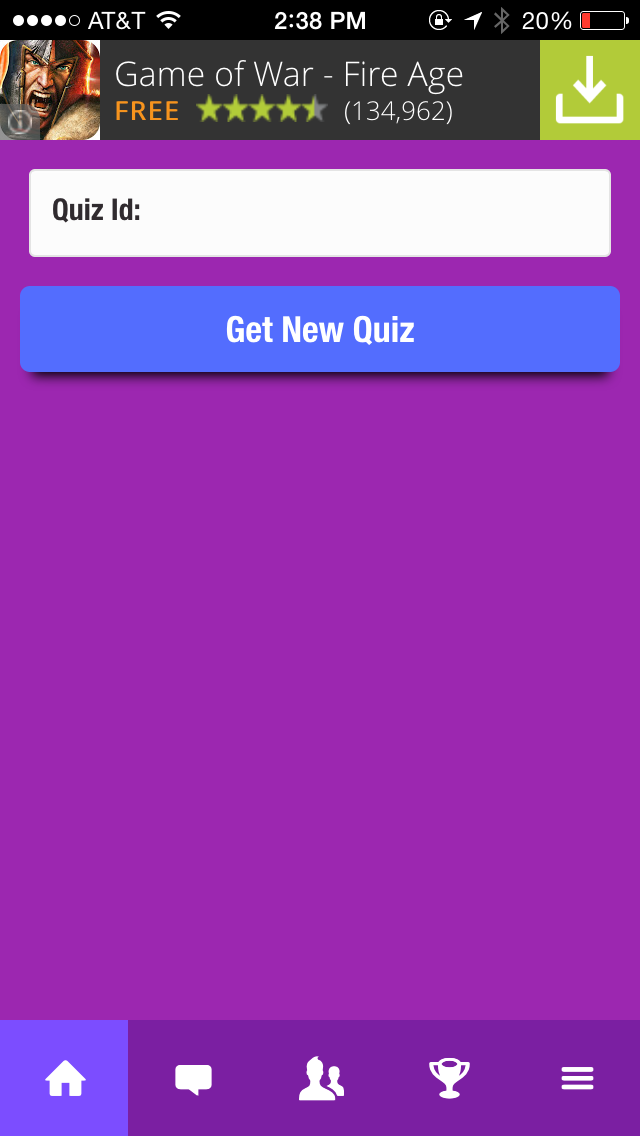 AT&T 2:38 PM 20%
Game of War - Fire Age
FREE (134,962)
Quiz Id:
Get New Quiz